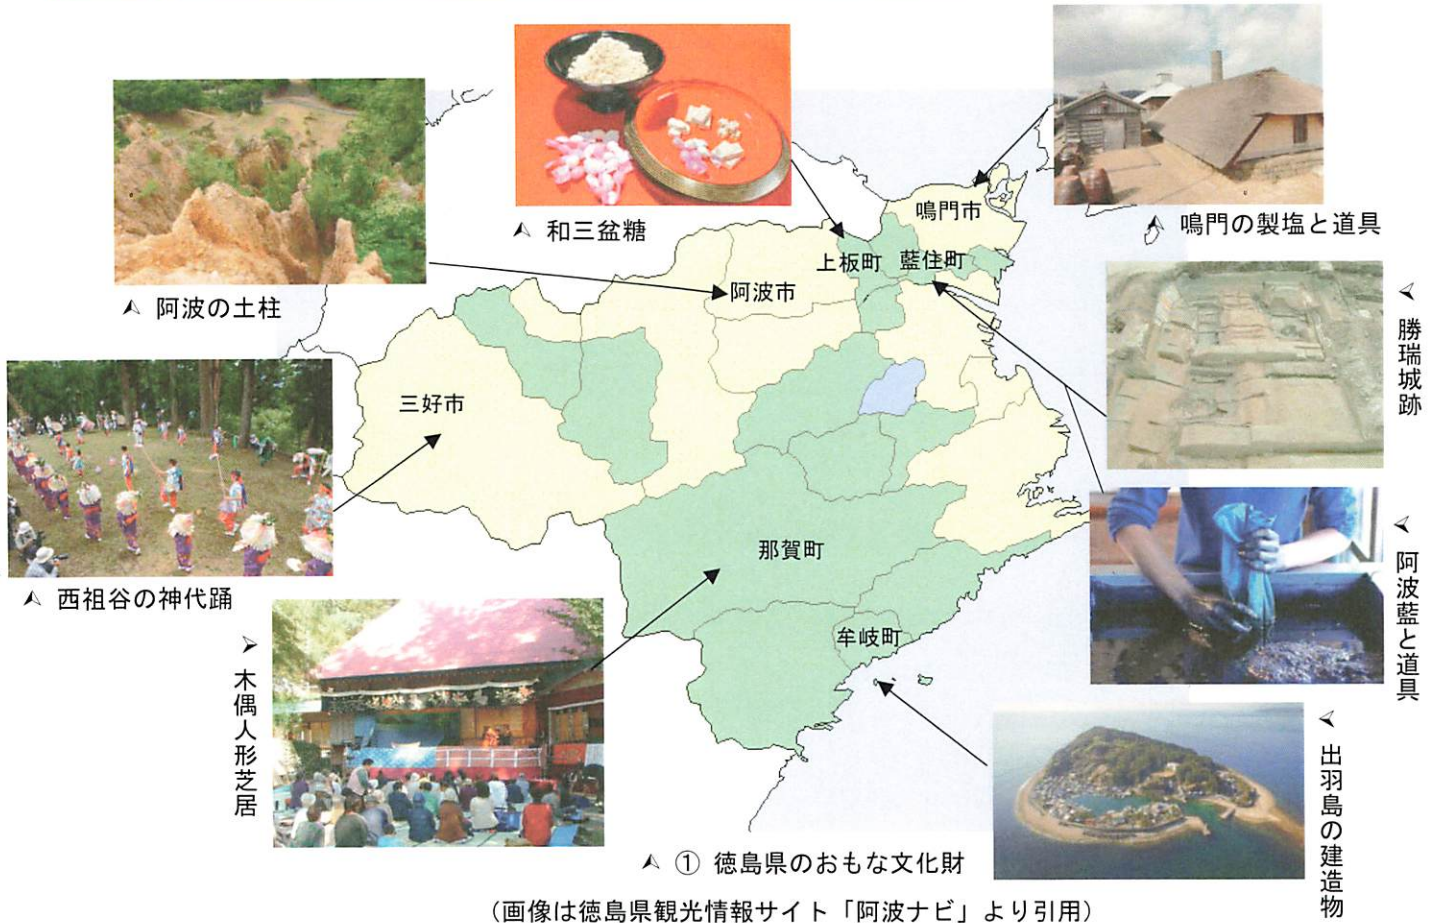 和三盆糖
鳴門の製塩と道具
阿波の土柱
勝瑞城跡
西祖谷の神代踊
阿波藍と道具
木偶人形芝居
出羽島の建造物
鳴門市
上板町
藍住町
阿波市
三好市
那賀町
牟岐町
① 徳島県のおもな文化財
(画像は徳島県観光情報サイト「阿波ナビ」より引用)